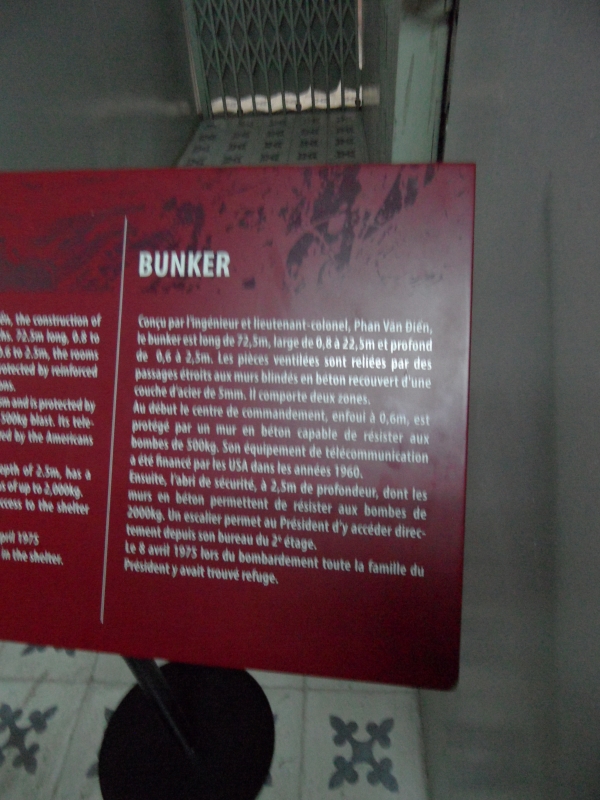 én, the construction of
hs. 72,5m long, 0.8 to
0.6 to 2.5m, the rooms
rotected by reinforced
ons.
m and is protected by
500kg blast. Its tele-
red by the Americans
epth of 2.5m, has a
s of up to 2,000kg.
ccess to the shelter
pril 1975
in the shelter.
BUNKER
Conçu par l'ingénieur et lieutenant-colonel, Phan Văn Điển,
le bunker est long de 72,5m, large de 0,8 à 22,5m et profond
de 0,6 à 2,5m. Les pièces ventilées sont reliées par des
passages étroits aux murs blindés en béton recouvert d'une
couche d'acier de 5mm. Il comporte deux zones.
Au début le centre de commandement, enfoui à 0,6m, est
protégé par un mur en béton capable de résister aux
bombes de 500kg. Son équipement de télécommunication
a été financé par les USA dans les années 1960.
Ensuite, l'abri de sécurité, à 2,5m de profondeur, dont les
murs en béton permettent de résister aux bombes de
2000kg. Un escalier permet au Président d'y accéder direc-
tement depuis son bureau du 2e étage.
Le 8 avril 1975 lors du bombardement toute la famille du
Président y avait trouvé refuge.